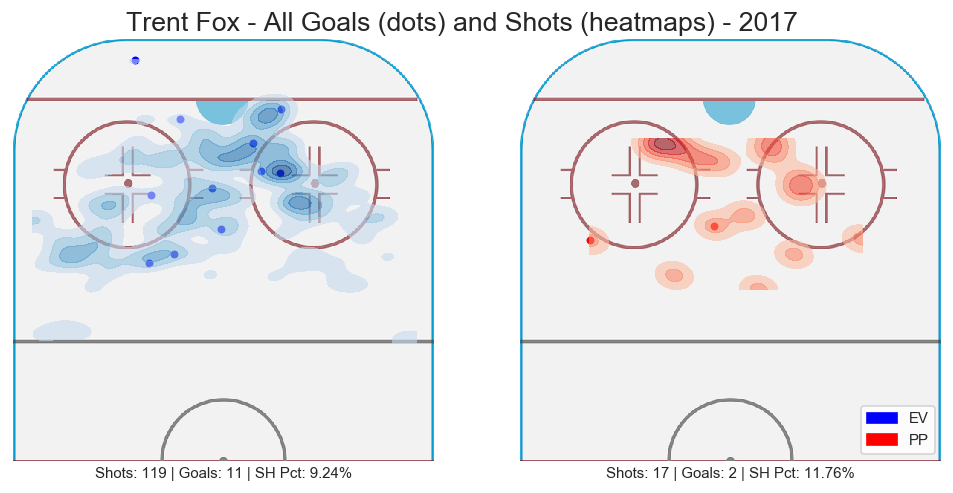 Trent Fox - All Goals (dots) and Shots (heatmaps) - 2017
EV
PP
Shots: 119 | Goals: 11 | SH Pct: 9.24%
Shots: 17 | Goals: 2 | SH Pct: 11.76%